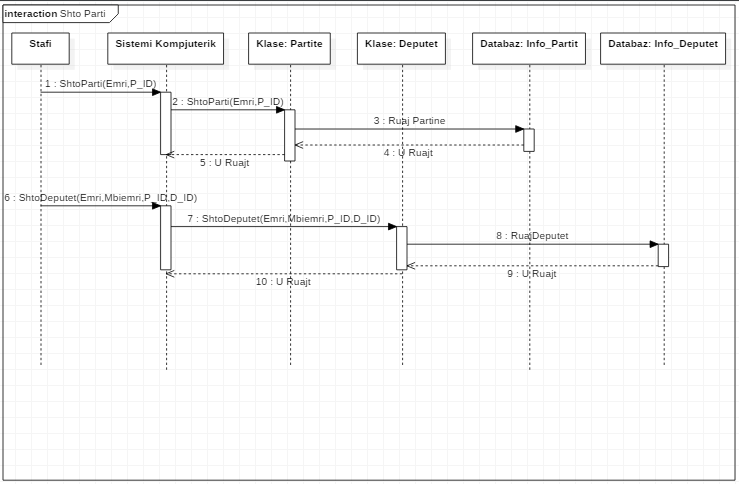 interaction Shto Parti
Stafi
Sistemi Kompjuterik
Klase: Partite
Klase: Deputet
Databaz: Info_Partit
Databaz: Info_Deputet
1 : ShtoParti(Emri,P_ID)
2 : ShtoParti(Emri,P_ID)
3 : Ruaj Partine
4 : U Ruajt
5 : U Ruajt
6 : ShtoDeputet(Emri,Mbiemri,P_ID,D_ID)
7 : ShtoDeputet(Emri,Mbiemri,P_ID,D_ID)
8 : RuajDeputet
9 : U Ruajt
10 : U Ruajt